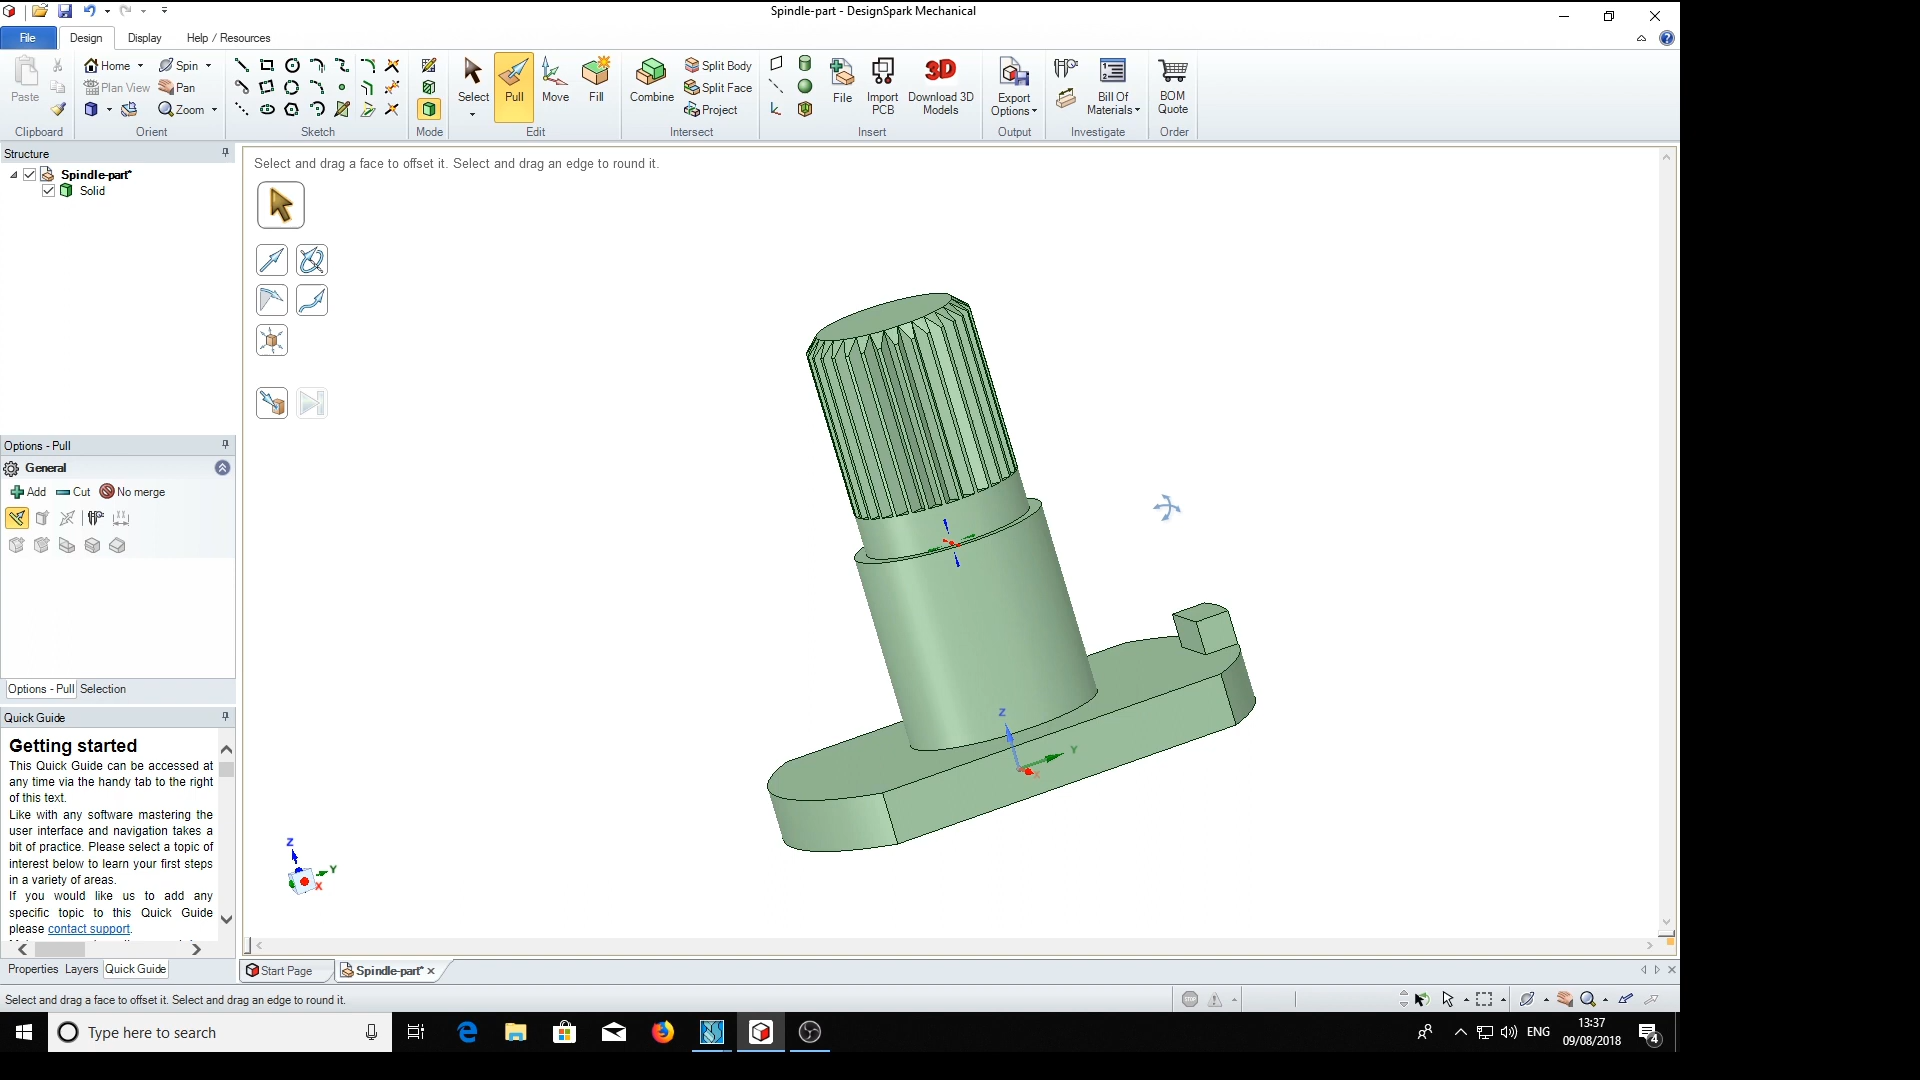 Spindle-part - DesignSpark Mechanical
File Design Display Help / Resources
Paste
Clipboard
Home Spin
Plan View Pan
Zoom
Orient
Sketch
Mode
Select Pull Move Fill
Edit
Combine Split Body
Split Face
Project
Intersect
File Import PCB Download 3D Models
3D
Insert
Export Options
Output
Bill Of Materials
Investigate
BOM Quote
Order
Structure
Spindle-part*
Solid
Select and drag a face to offset it. Select and drag an edge to round it.
Options - Pull
General
Add Cut No merge
Options - Pull Selection
Quick Guide
Getting started
This Quick Guide can be accessed at
any time via the handy tab to the right
of this text.
Like with any software mastering the
user interface and navigation takes a
bit of practice. Please select a topic of
interest below to learn your first steps
in a variety of areas.
If you would like us to add any
specific topic to this Quick Guide
please contact support.
Properties Layers Quick Guide
Z
Y
X
Z
Y
X
Start Page Spindle-part*
Select and drag a face to offset it. Select and drag an edge to round it.
STOP
Type here to search
ENG
13:37
09/08/2018
4